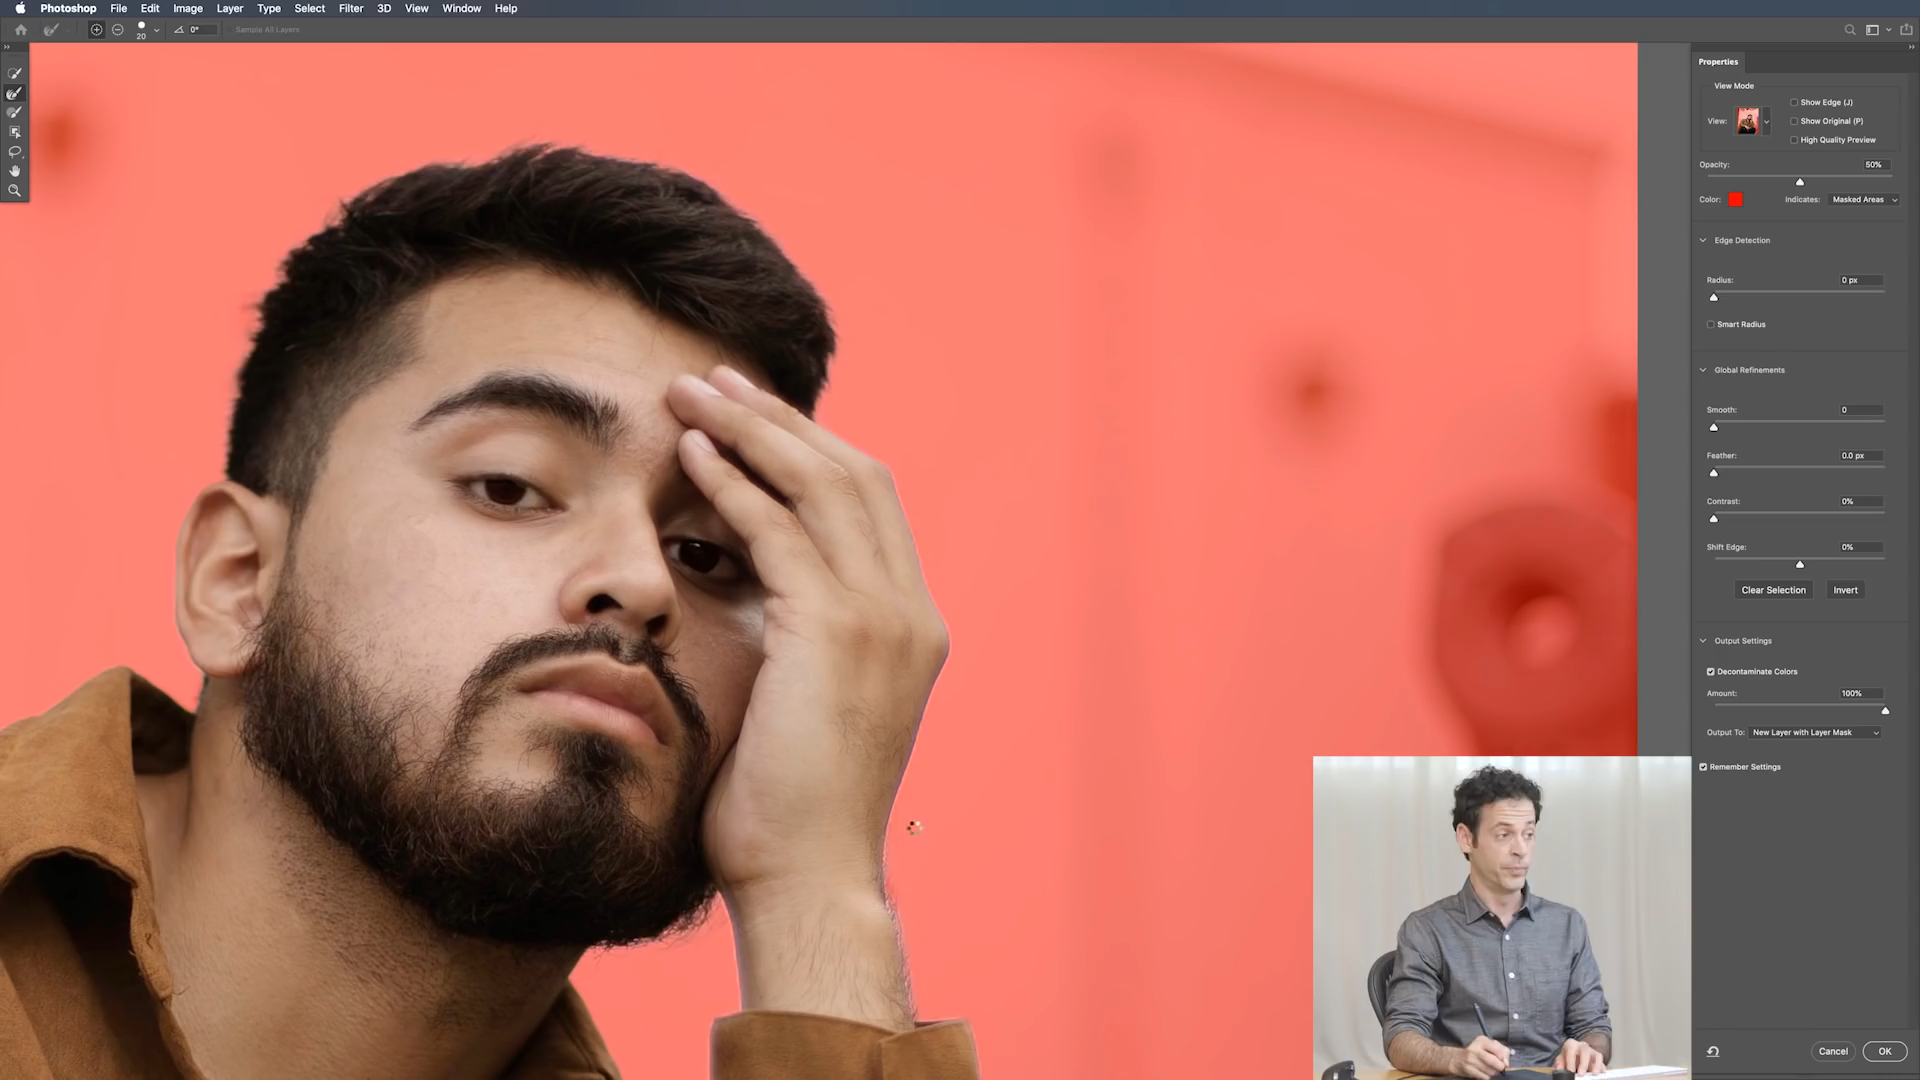 Photoshop File Edit Image Layer Type Select Filter 3D View Window Help
20 0° Sample All Layers
Properties
View Mode
View:
Show Edge (J)
Show Original (P)
High Quality Preview
Opacity: 50%
Color: Indicates: Masked Areas
Edge Detection
Radius: 0 px
Smart Radius
Global Refinements
Smooth: 0
Feather: 0.0 px
Contrast: 0%
Shift Edge: 0%
Clear Selection Invert
Output Settings
Decontaminate Colors
Amount: 100%
Output To: New Layer with Layer Mask
Remember Settings
Cancel OK